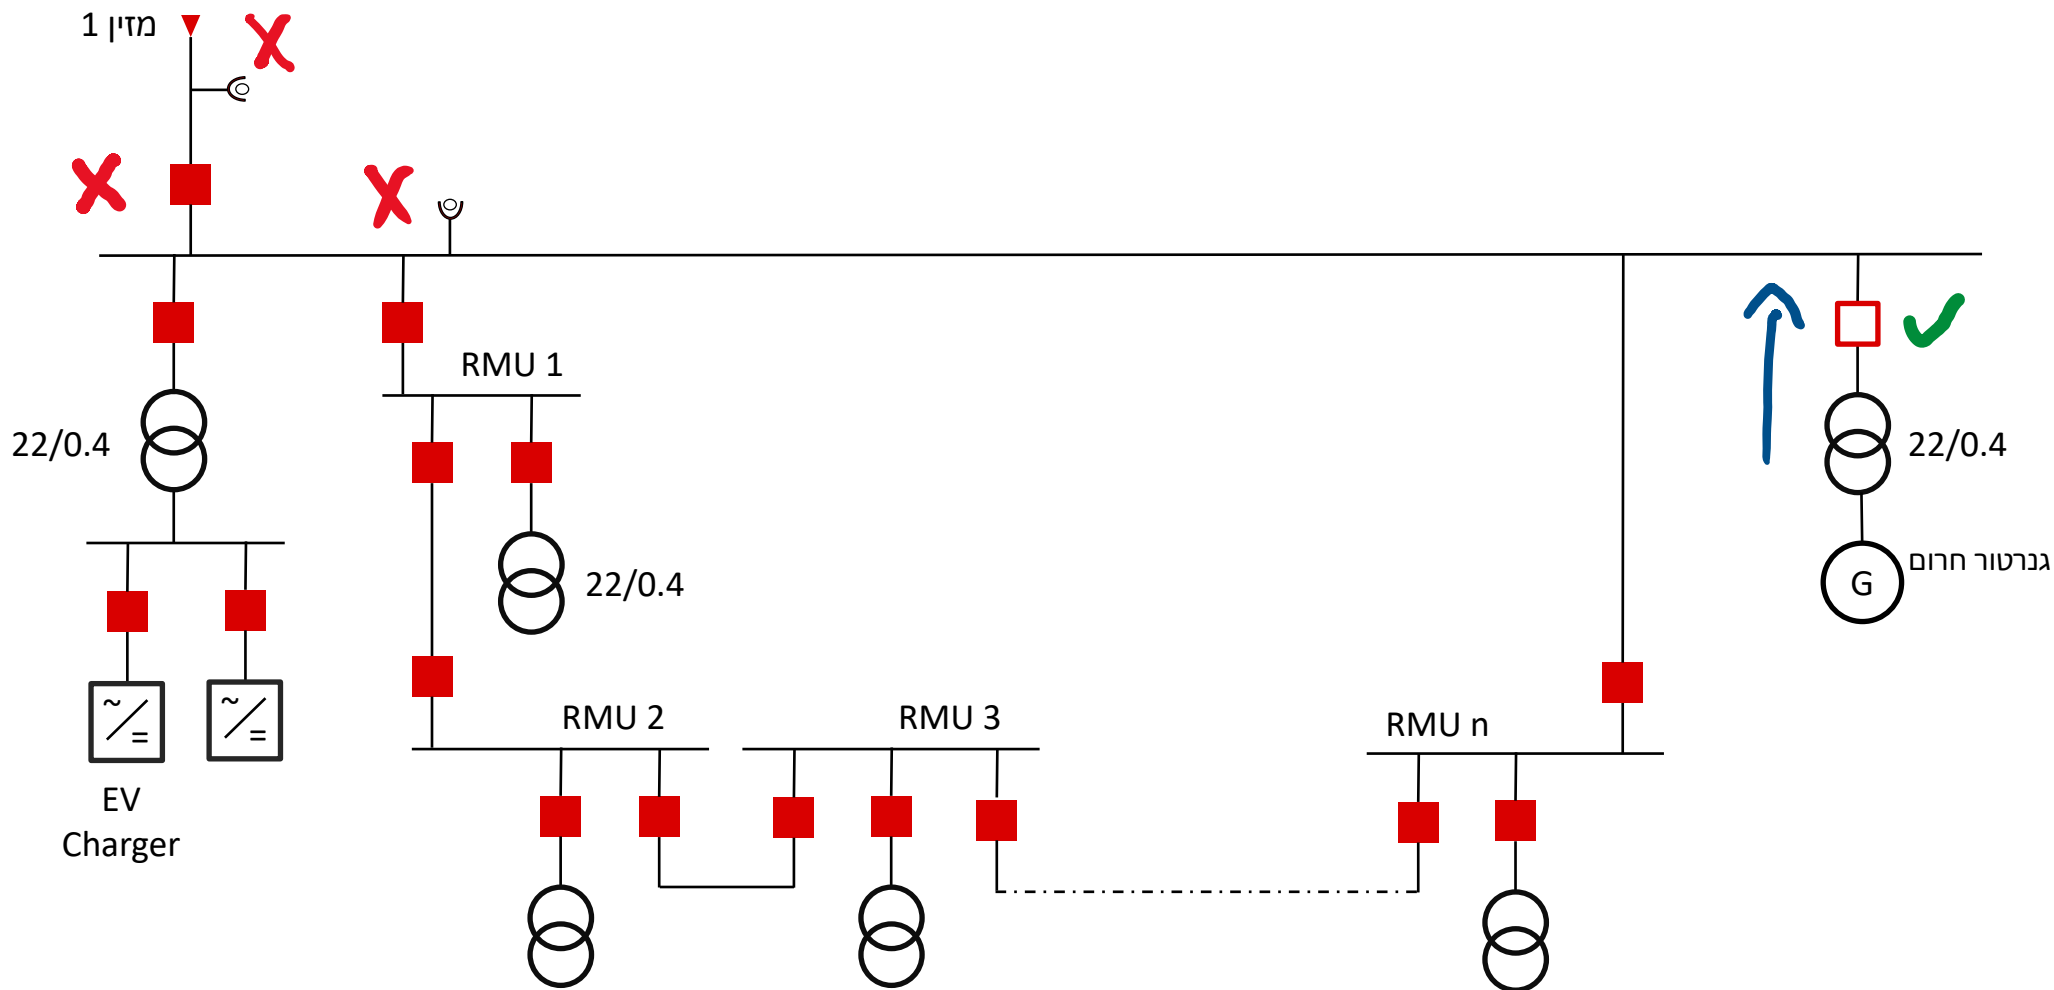 מזין 1
RMU 1
22/0.4
22/0.4
22/0.4
גנרטור חרום
G
RMU 2
RMU 3
RMU n
~
=
~
=
EV
Charger